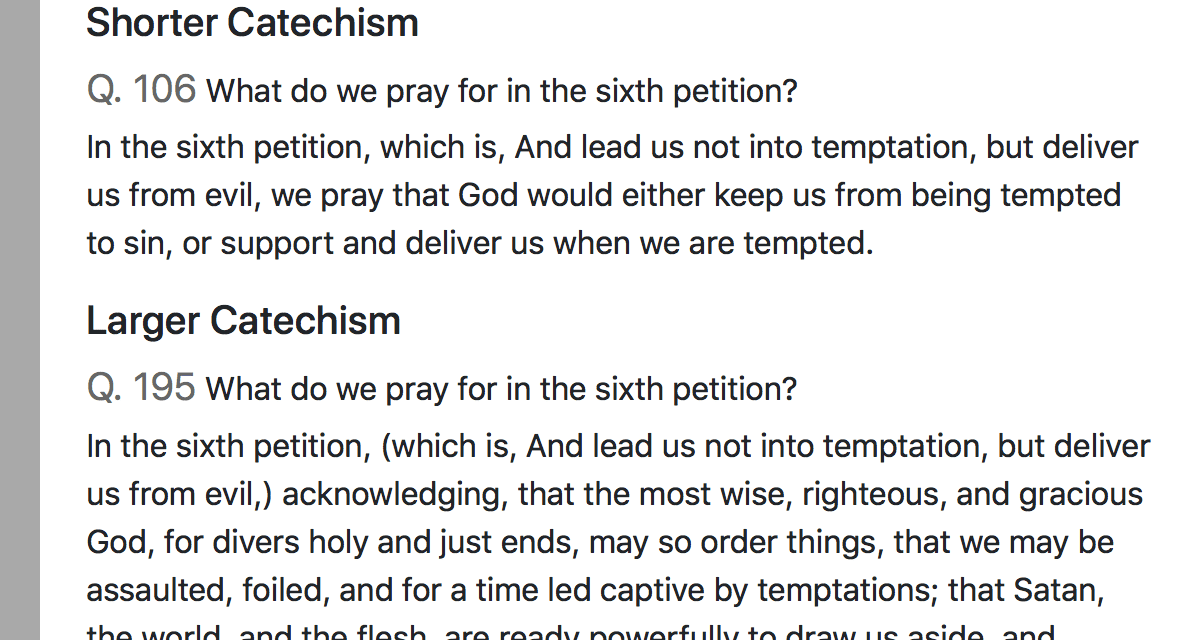 Shorter Catechism
Q. 106 What do we pray for in the sixth petition?
In the sixth petition, which is, And lead us not into temptation, but deliver
us from evil, we pray that God would either keep us from being tempted
to sin, or support and deliver us when we are tempted.
Larger Catechism
Q. 195 What do we pray for in the sixth petition?
In the sixth petition, (which is, And lead us not into temptation, but deliver
us from evil,) acknowledging, that the most wise, righteous, and gracious
God, for divers holy and just ends, may so order things, that we may be
assaulted, foiled, and for a time led captive by temptations; that Satan,
the world, and the flesh, are ready powerfully to draw us aside, and